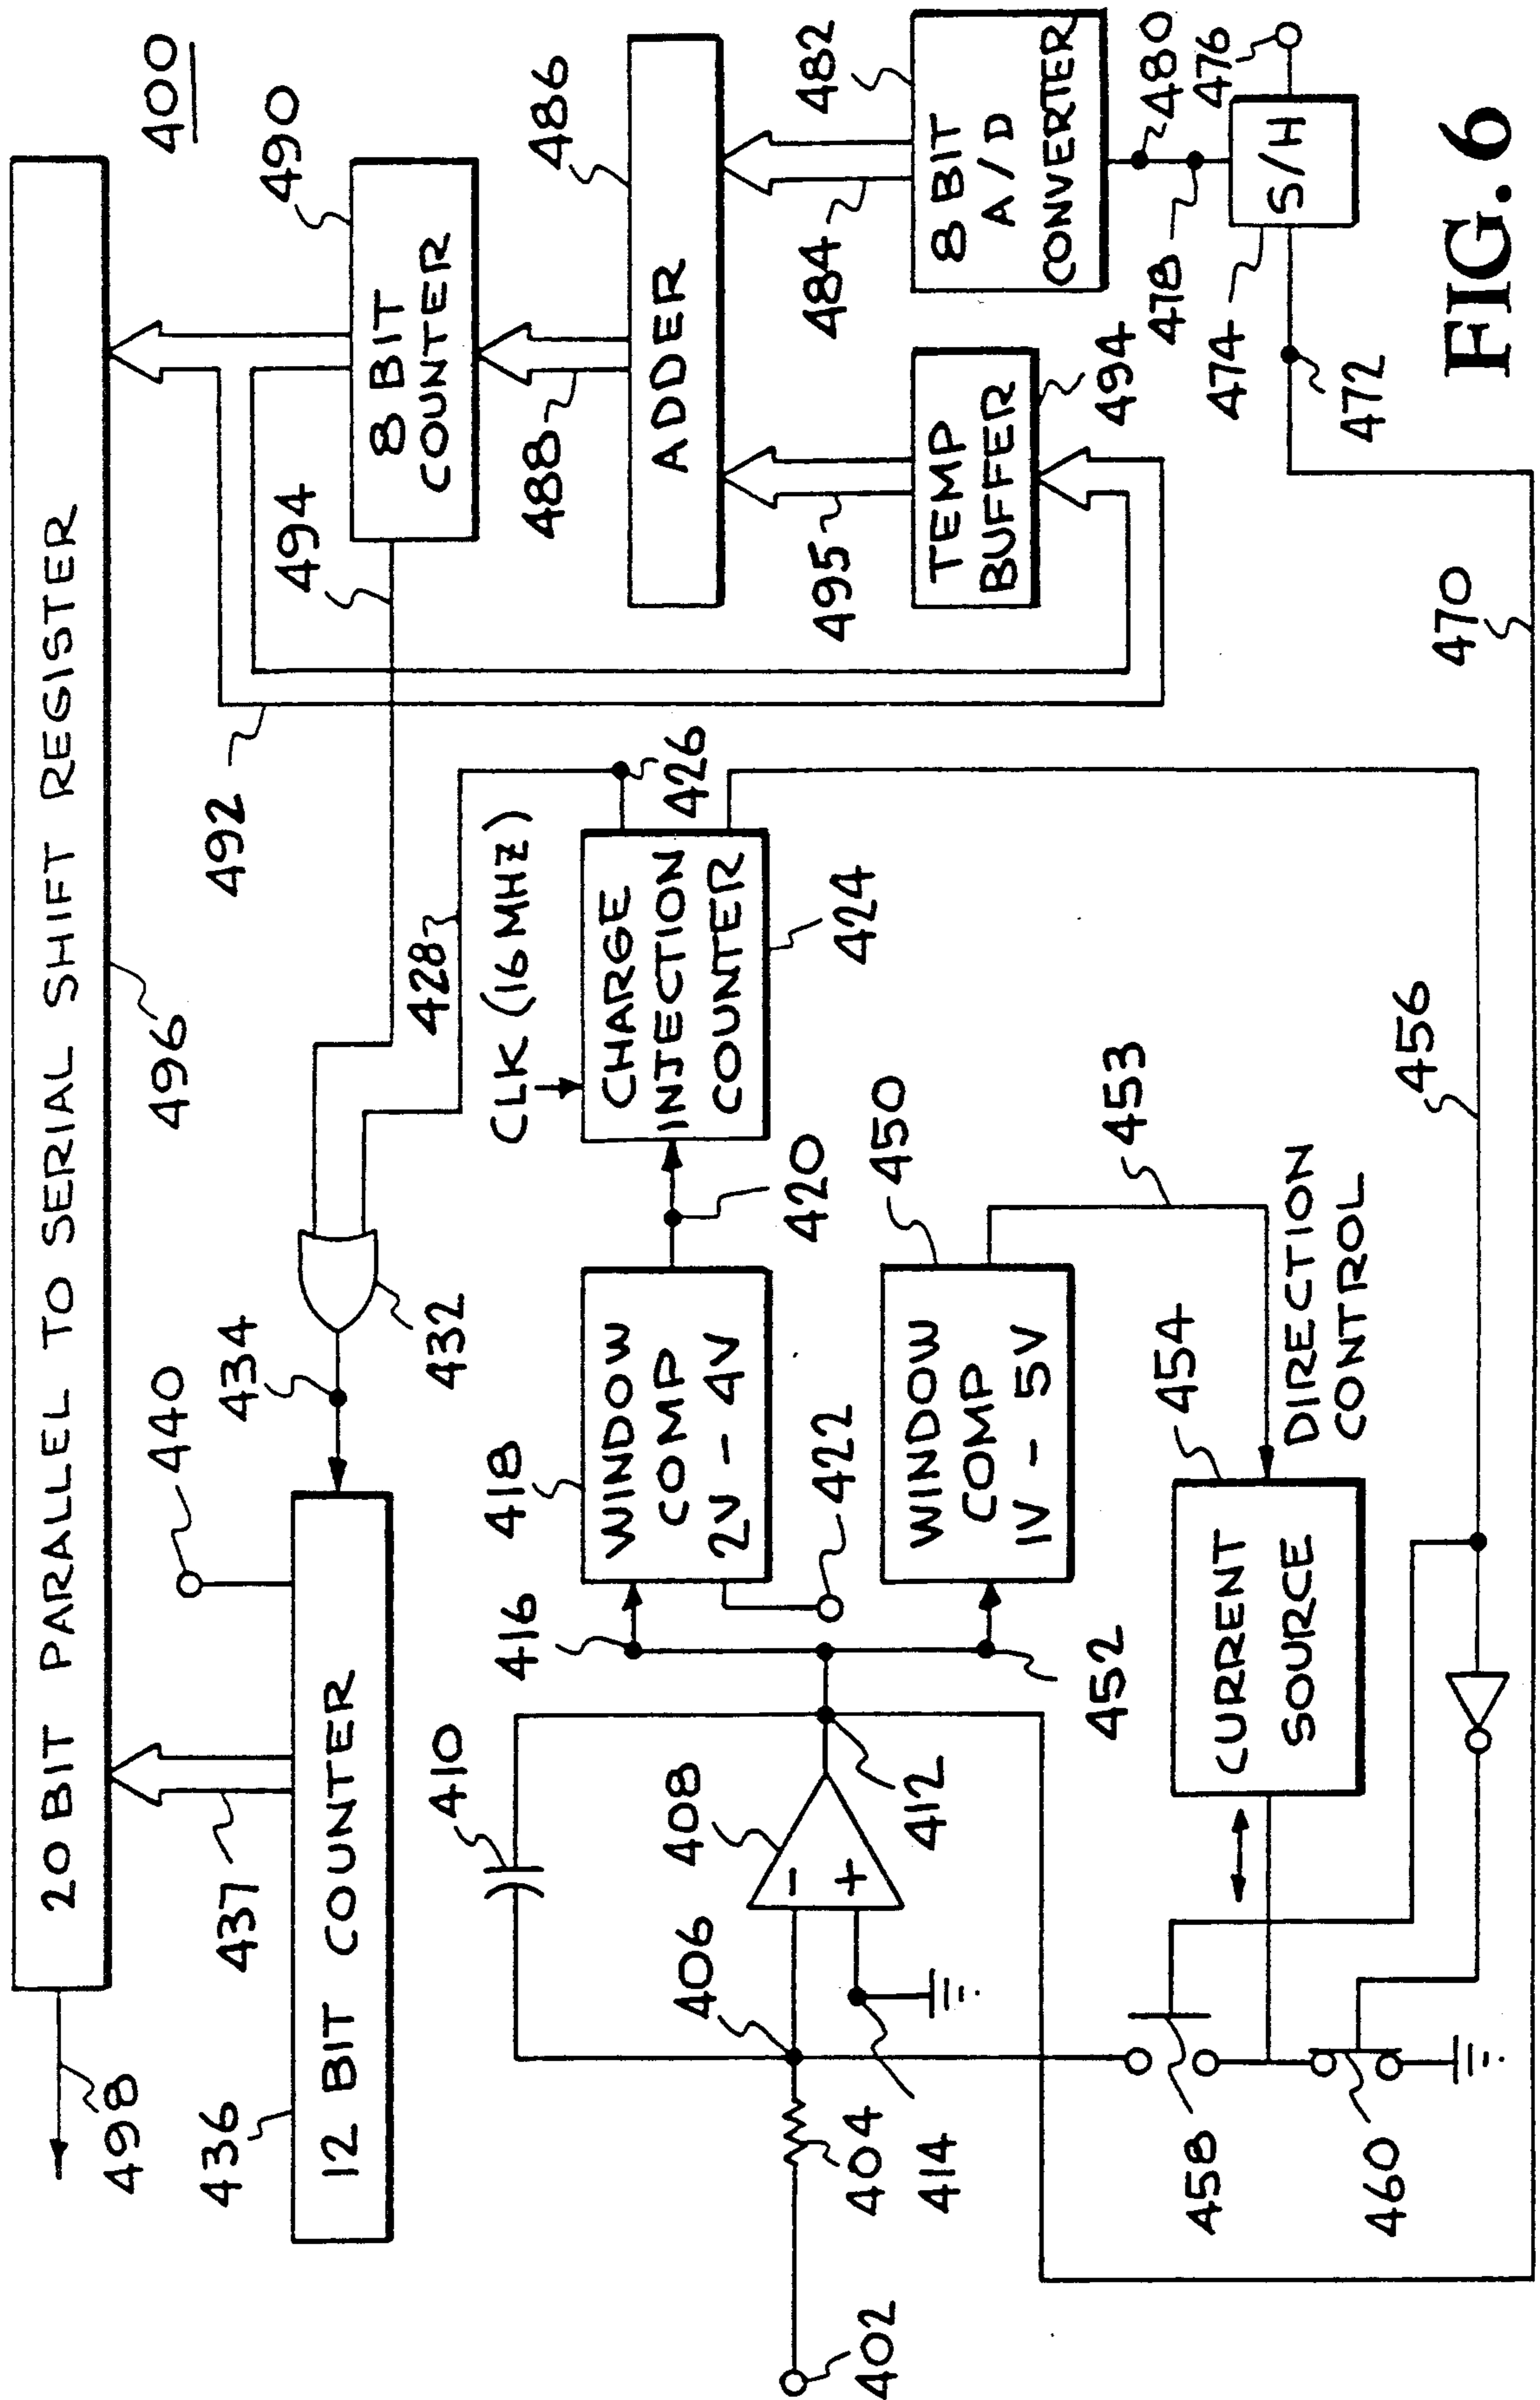 400
20 BIT PARALLEL TO SERIAL SHIFT REGISTER
498
496
437
492
436
12 BIT COUNTER
440
434
432
494
8 BIT
COUNTER
490
428
CLK (16 MHZ)
488
486
ADDER
410
416
418
WINDOW
COMP
2V - 4V
420
CHARGE
INJECTION
COUNTER
424
426
495
484
482
402
404
406
408
412
414
422
450
WINDOW
COMP
1V - 5V
452
453
TEMP
BUFFER
494
8 BIT
A/D
CONVERTER
480
478
476
S/H
474
472
458
460
CURRENT
SOURCE
454
DIRECTION
CONTROL
456
470
FIG. 6